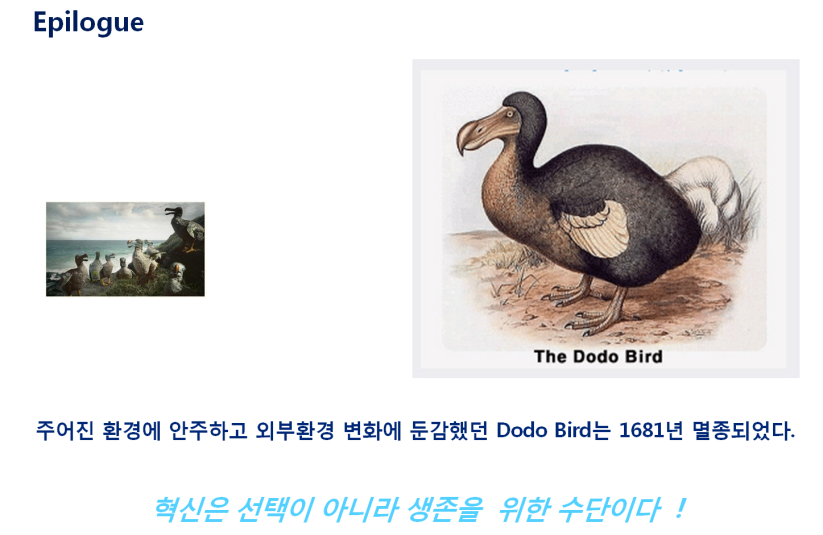 Epilogue
The Dodo Bird
주어진 환경에 안주하고 외부환경 변화에 둔감했던 Dodo Bird는 1681년 멸종되었다.
혁신은 선택이 아니라 생존을 위한 수단이다 !